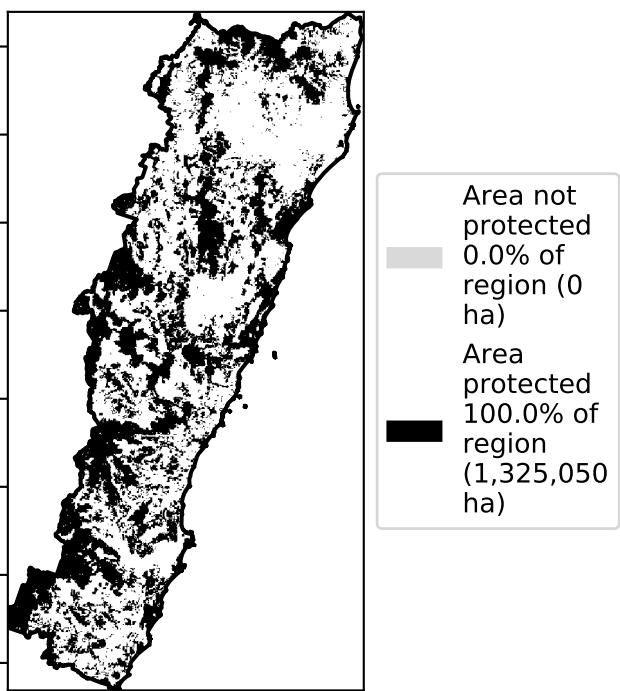 Area not
protected
0.0% of
region (0
ha)
Area
protected
100.0% of
region
(1,325,050
ha)